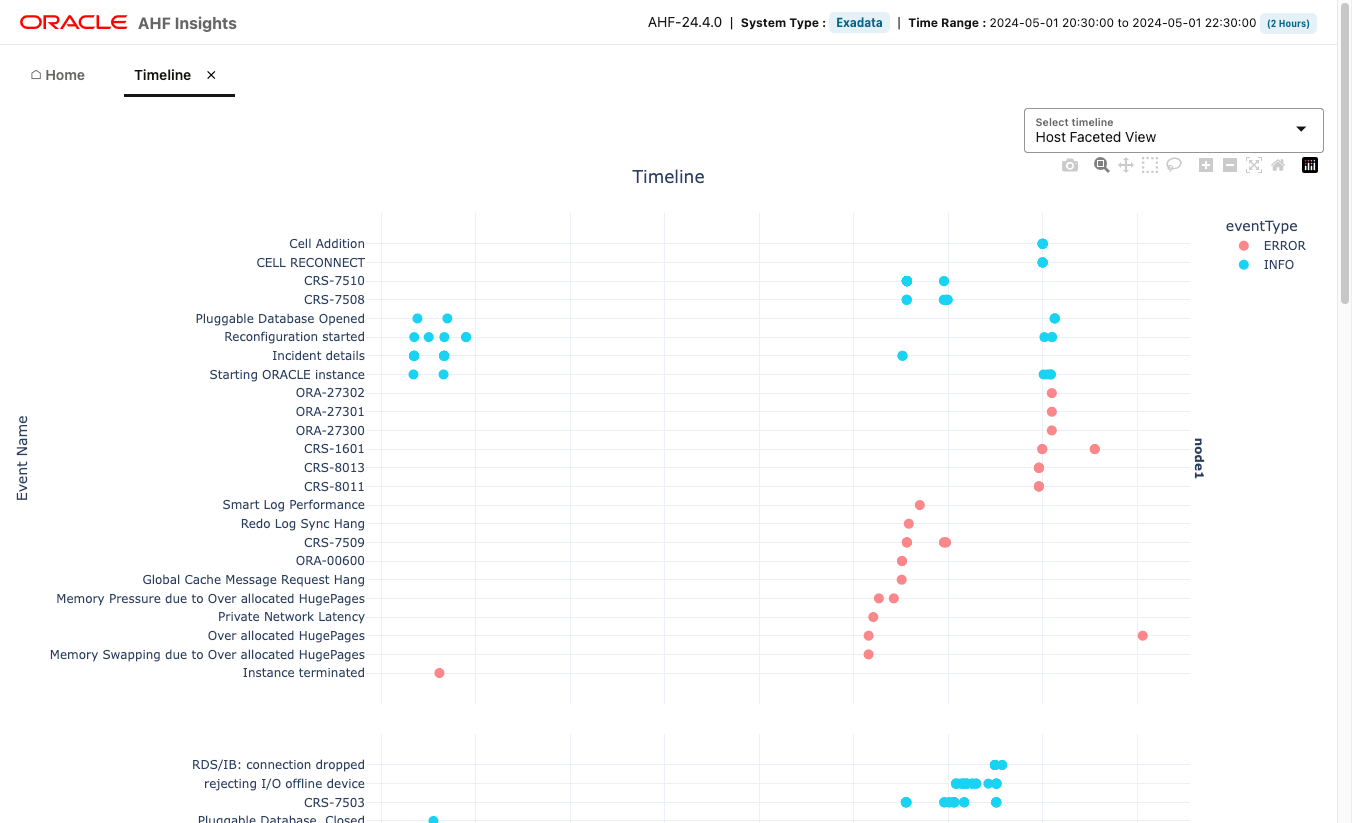 ORACLE AHF Insights
AHF-24.4.0 | System Type : Exadata | Time Range : 2024-05-01 20:30:00 to 2024-05-01 22:30:00 (2 Hours)
Home
Timeline ×
Select timeline
Host Faceted View
Timeline
eventType
ERROR
INFO
Event Name
Cell Addition
CELL RECONNECT
CRS-7510
CRS-7508
Pluggable Database Opened
Reconfiguration started
Incident details
Starting ORACLE instance
ORA-27302
ORA-27301
ORA-27300
CRS-1601
CRS-8013
CRS-8011
Smart Log Performance
Redo Log Sync Hang
CRS-7509
ORA-00600
Global Cache Message Request Hang
Memory Pressure due to Over allocated HugePages
Private Network Latency
Over allocated HugePages
Memory Swapping due to Over allocated HugePages
Instance terminated
node1
RDS/IB: connection dropped
rejecting I/O offline device
CRS-7503
Pluggable Database Closed